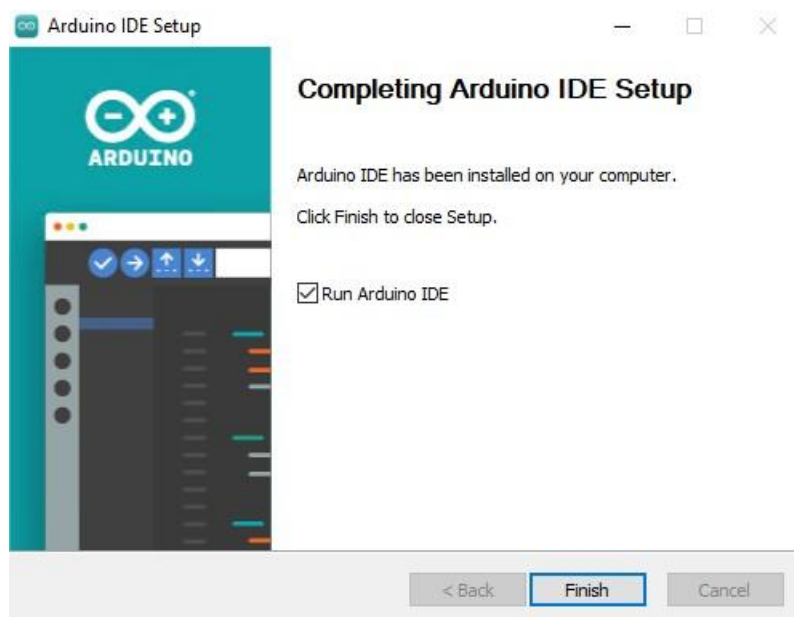 Arduino IDE Setup
ARDUINO
Completing Arduino IDE Setup
Arduino IDE has been installed on your computer.
Click Finish to close Setup.
Run Arduino IDE
< Back
Finish
Cancel